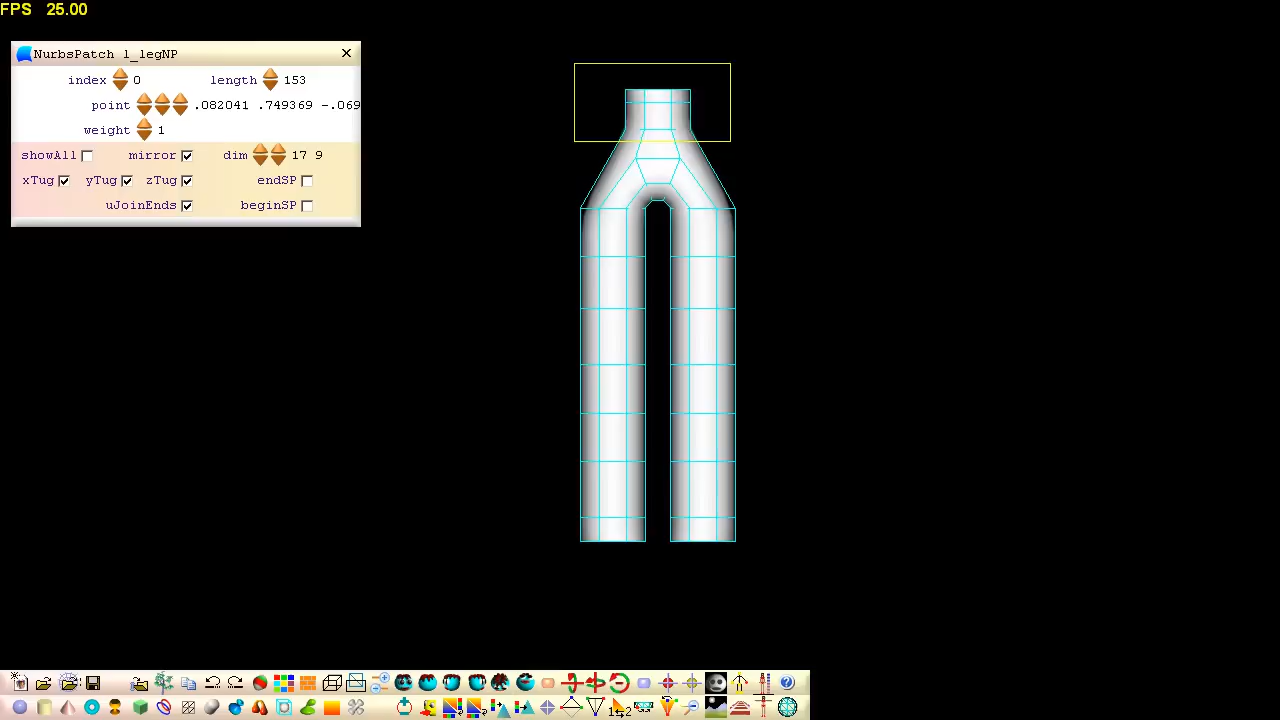 FPS 25.00
NurbsPatch l_legNP
index 0 length 153
point .082041 .749369 -.069
weight 1
showAll mirror dim 17 9
xTug yTug zTug endSP
uJoinEnds beginSP